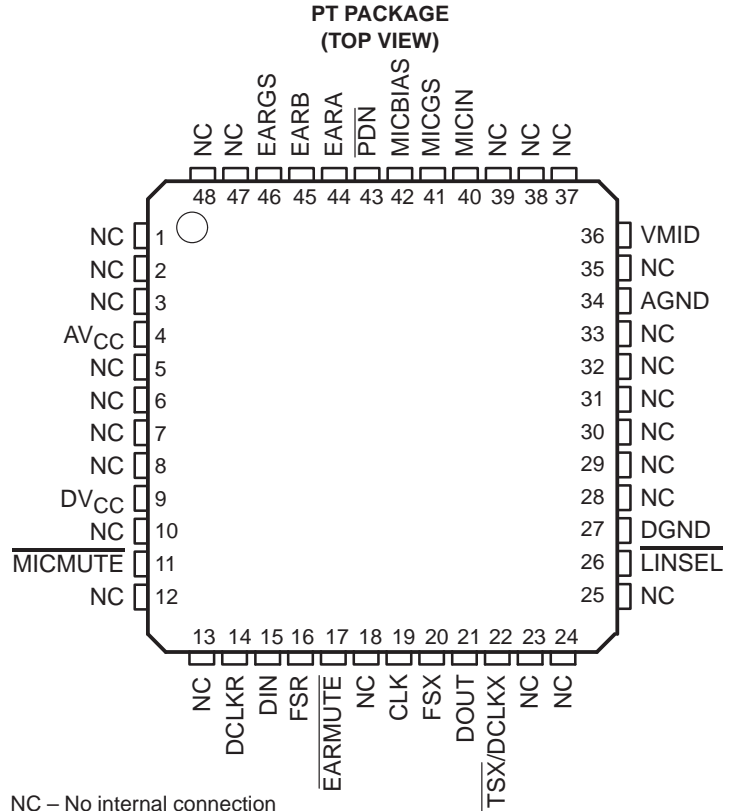 PT PACKAGE
(TOP VIEW)
NC
NC
EARGS
EARB
EARA
PDN
MICBIAS
MICGS
MICIN
NC
NC
NC
48 47 46 45 44 43 42 41 40 39 38 37
NC 1
NC 2
NC 3
AVCC 4
NC 5
NC 6
NC 7
NC 8
DVCC 9
NC 10
MICMUTE 11
NC 12
36 VMID
35 NC
34 AGND
33 NC
32 NC
31 NC
30 NC
29 NC
28 NC
27 DGND
26 LINSEL
25 NC
13 14 15 16 17 18 19 20 21 22 23 24
NC
DCLKR
DIN
FSR
EARMUTE
NC
CLK
FSX
DOUT
TSX/DCLKX
NC
NC
NC – No internal connection